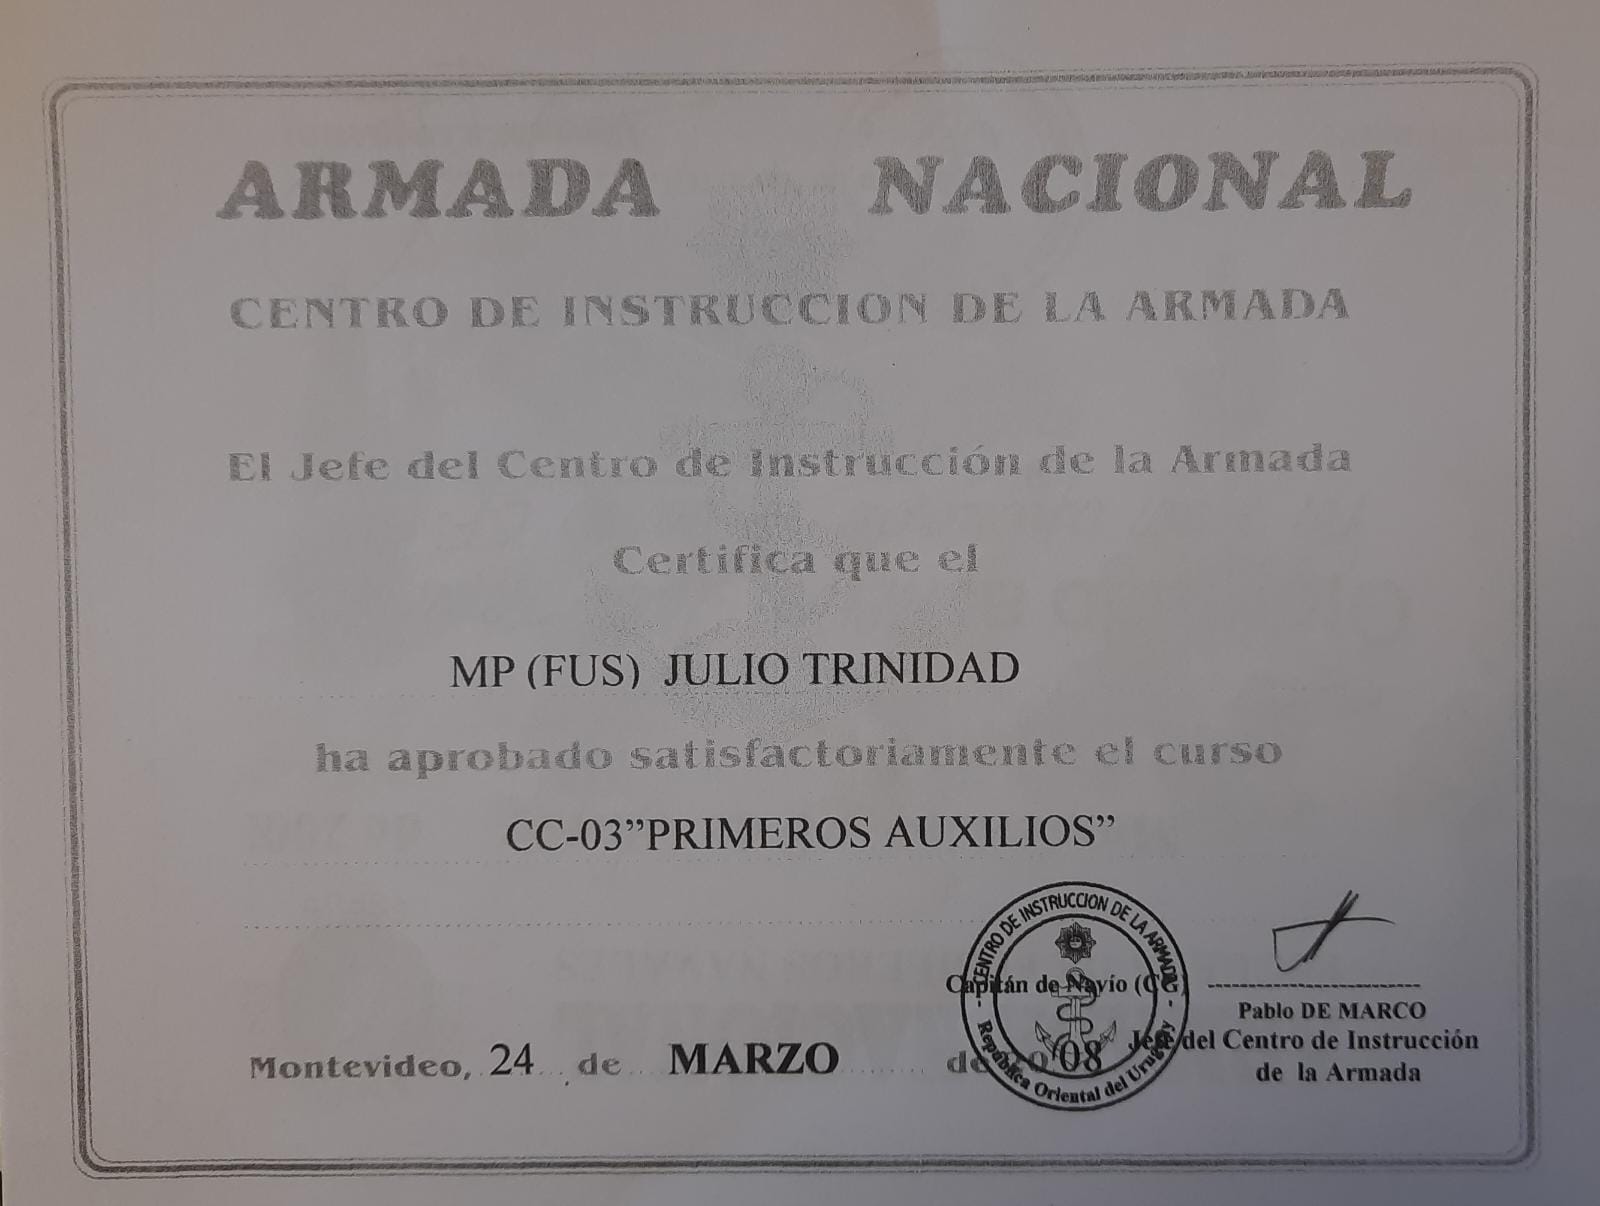 ARMADA NACIONAL
CENTRO DE INSTRUCCION DE LA ARMADA
El Jefe del Centro de Instrucción de la Armada
Certifica que el
MP (FUS) JULIO TRINIDAD
ha aprobado satisfactoriamente el curso
CC-03”PRIMEROS AUXILIOS”
CENTRO DE INSTRUCCION DE LA ARMADA
República Oriental del Uruguay
Capitán de Navío (CG)
Pablo DE MARCO
Jefe del Centro de Instrucción
de la Armada
Montevideo, 24 de MARZO de 2008